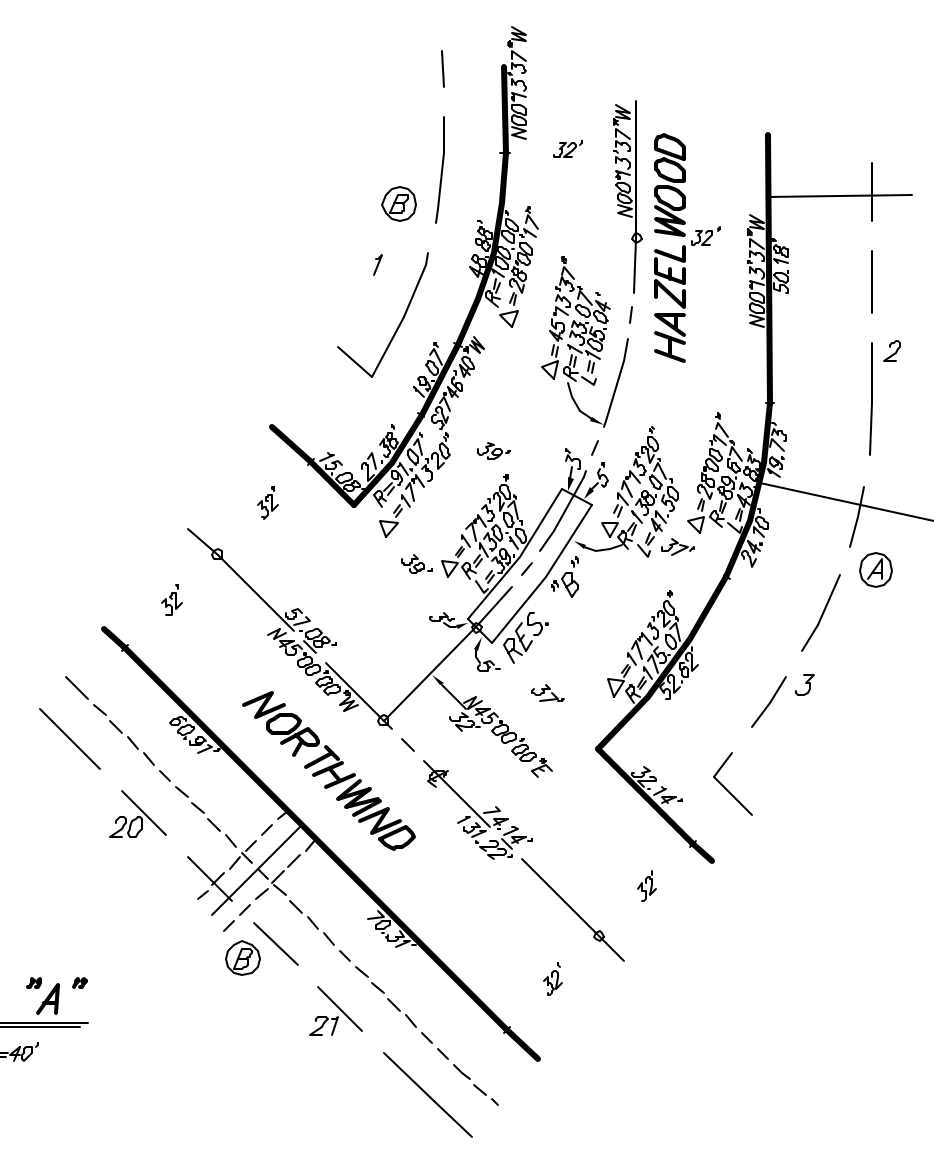 N00°13'37"W
32'
N00°13'37"W
HAZELWOOD
32'
B
1
48.88'
R=100.00'
△=28°00'17"
△=45°13'37"
R=133.07'
L=105.04'
N00°13'37"W
50.18'
2
19.07'
S27°46'40"W
15.08'
27.38'
R=91.07'
△=17°13'20"
39'
3'
5'
△=17°13'20"
R=138.07'
L=41.50'
△=28°00'17"
R=89.67'
L=43.83'
19.73'
24.10'
37'
A
32'
39'
△=17°13'20"
R=130.07'
L=39.10'
"B"
RES.
32'
3'
5'
57.08'
N45°00'00"W
△=17°13'20"
R=175.07'
52.62'
3
37'
N45°00'00"E
32'
NORTHWIND
60.91'
32.14'
20
74.14'
131.22'
32'
70.31'
B
32'
21
"A"
=40'